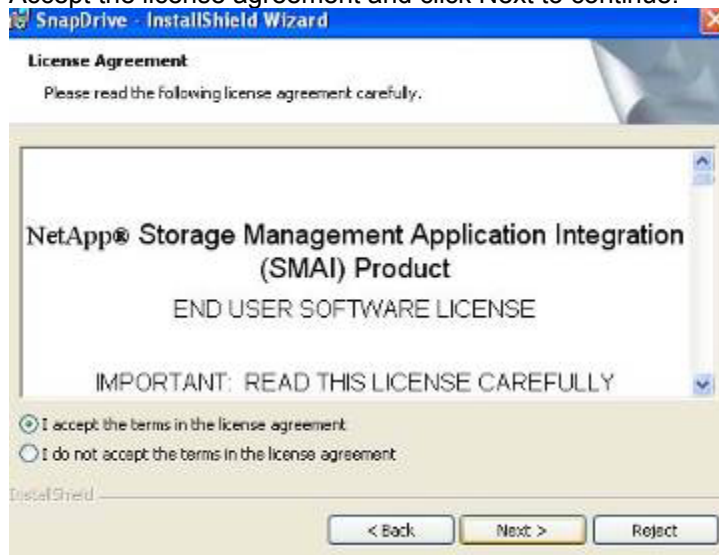 Accept the license agreement and click Next to continue.
SnapDrive - InstallShield Wizard
License Agreement
Please read the following license agreement carefully.
NetApp® Storage Management Application Integration
(SMAI) Product
END USER SOFTWARE LICENSE
IMPORTANT: READ THIS LICENSE CAREFULLY
I accept the terms in the license agreement
I do not accept the terms in the license agreement
InstallShield
< Back Next > Reject